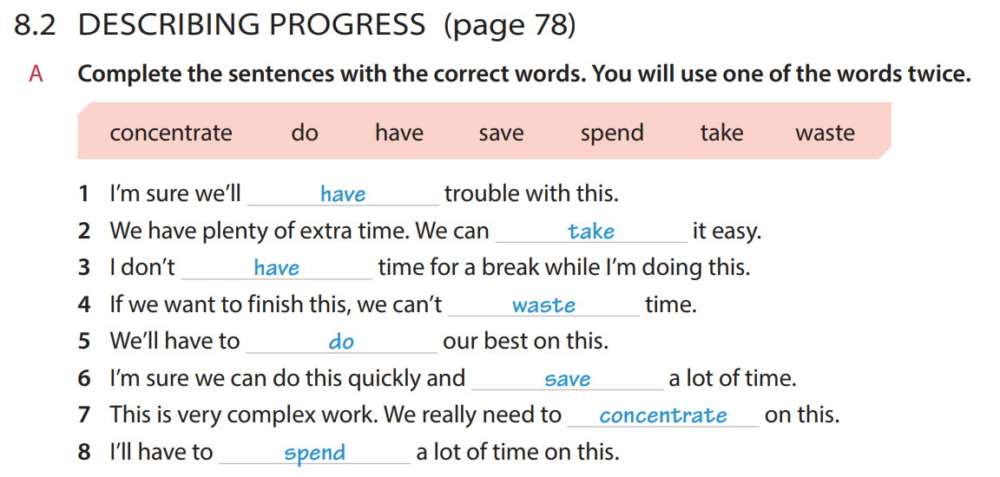 8.2 DESCRIBING PROGRESS (page 78)
A Complete the sentences with the correct words. You will use one of the words twice.
concentrate do have save spend take waste
1 I'm sure we'll have trouble with this.
2 We have plenty of extra time. We can take it easy.
3 I don't have time for a break while I'm doing this.
4 If we want to finish this, we can't waste time.
5 We'll have to do our best on this.
6 I'm sure we can do this quickly and save a lot of time.
7 This is very complex work. We really need to concentrate on this.
8 I'll have to spend a lot of time on this.